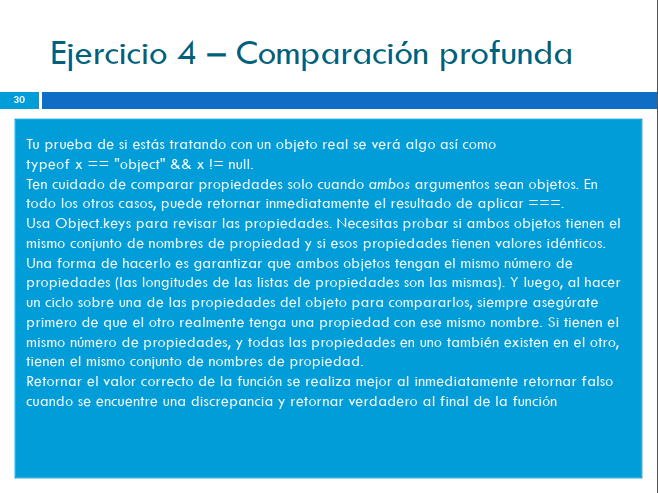 Ejercicio 4 – Comparación profunda
30
Tu prueba de si estás tratando con un objeto real se verá algo así como
typeof x == "object" && x != null.
Ten cuidado de comparar propiedades solo cuando ambos argumentos sean objetos. En
todo los otros casos, puede retornar inmediatamente el resultado de aplicar ===.
Usa Object.keys para revisar las propiedades. Necesitas probar si ambos objetos tienen el
mismo conjunto de nombres de propiedad y si esos propiedades tienen valores idénticos.
Una forma de hacerlo es garantizar que ambos objetos tengan el mismo número de
propiedades (las longitudes de las listas de propiedades son las mismas). Y luego, al hacer
un ciclo sobre una de las propiedades del objeto para compararlos, siempre asegúrate
primero de que el otro realmente tenga una propiedad con ese mismo nombre. Si tienen el
mismo número de propiedades, y todas las propiedades en uno también existen en el otro,
tienen el mismo conjunto de nombres de propiedad.
Retornar el valor correcto de la función se realiza mejor al inmediatamente retornar falso
cuando se encuentre una discrepancia y retornar verdadero al final de la función